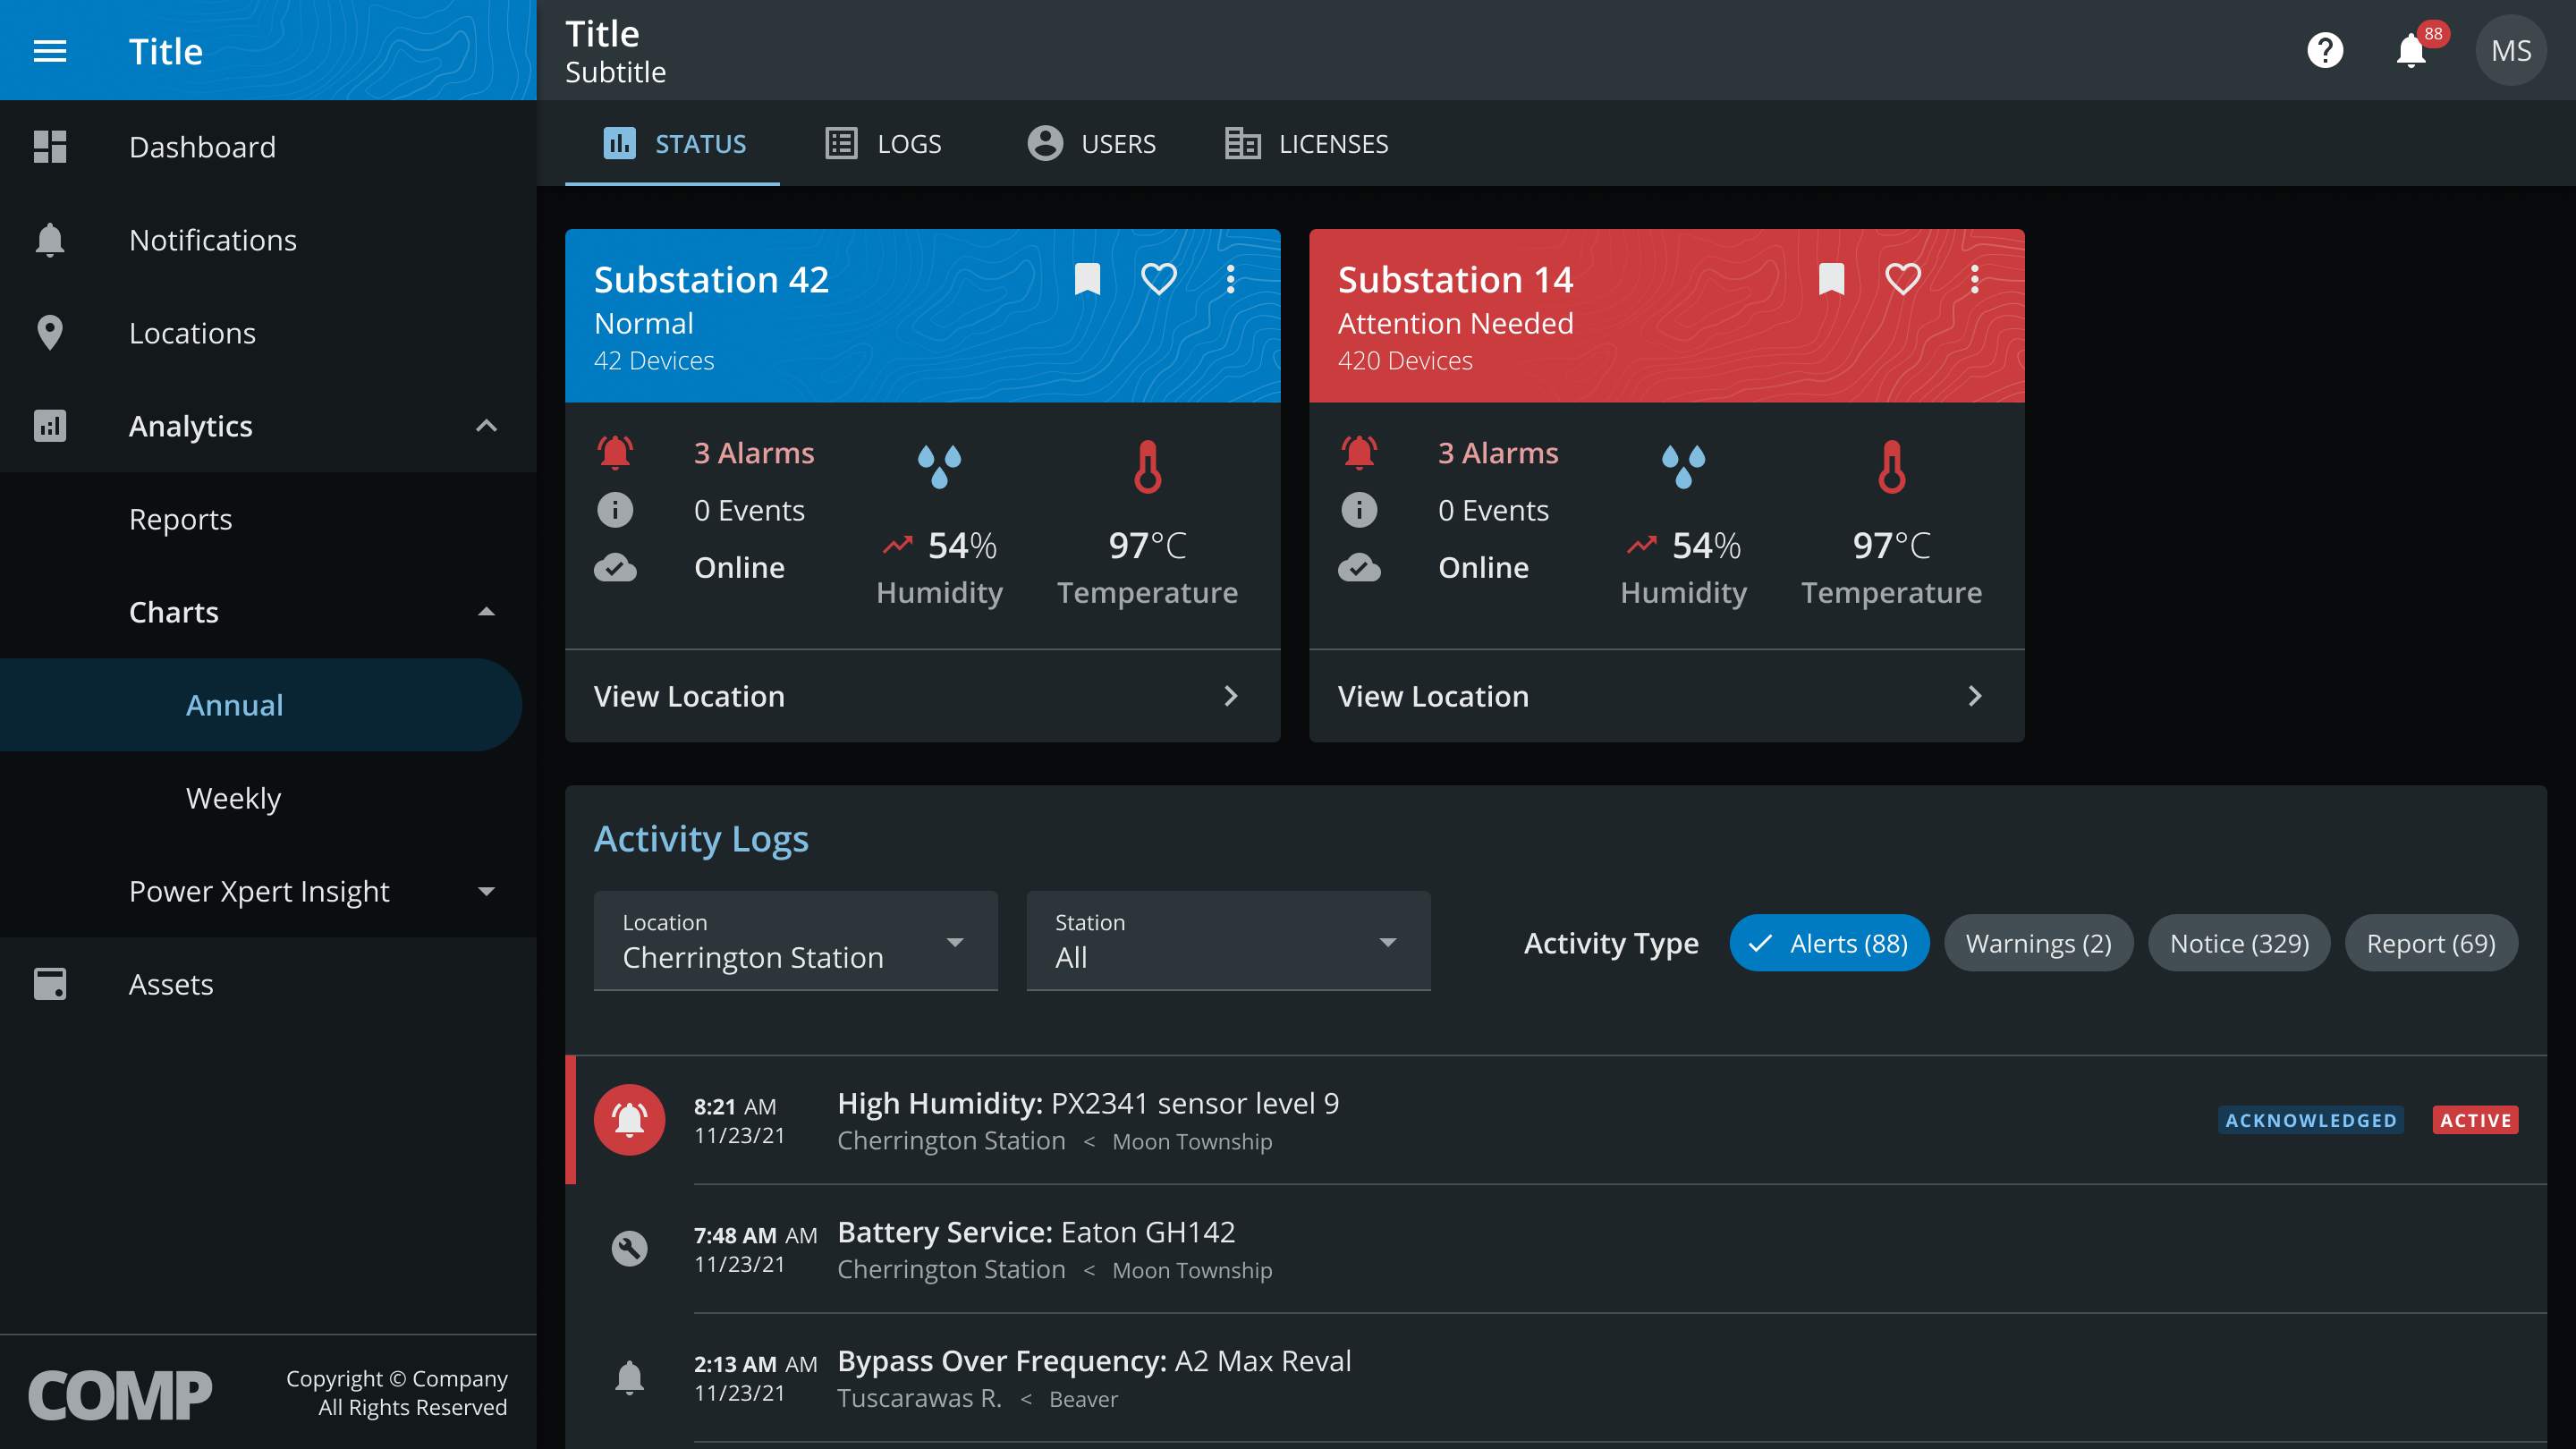 Title
Dashboard
Notifications
Locations
Analytics
Reports
Charts
Annual
Weekly
Power Xpert Insight
Assets
COMP
Copyright © Company
All Rights Reserved
Title
Subtitle
88
MS
STATUS LOGS USERS LICENSES
Substation 42
Normal
42 Devices
3 Alarms
0 Events
Online
54%
Humidity
97°C
Temperature
View Location
Substation 14
Attention Needed
420 Devices
3 Alarms
0 Events
Online
54%
Humidity
97°C
Temperature
View Location
Activity Logs
Location
Cherrington Station
Station
All
Activity Type Alerts (88) Warnings (2) Notice (329) Report (69)
8:21 AM
11/23/21
High Humidity: PX2341 sensor level 9
Cherrington Station < Moon Township
ACKNOWLEDGED ACTIVE
7:48 AM AM
11/23/21
Battery Service: Eaton GH142
Cherrington Station < Moon Township
2:13 AM AM
11/23/21
Bypass Over Frequency: A2 Max Reval
Tuscarawas R. < Beaver